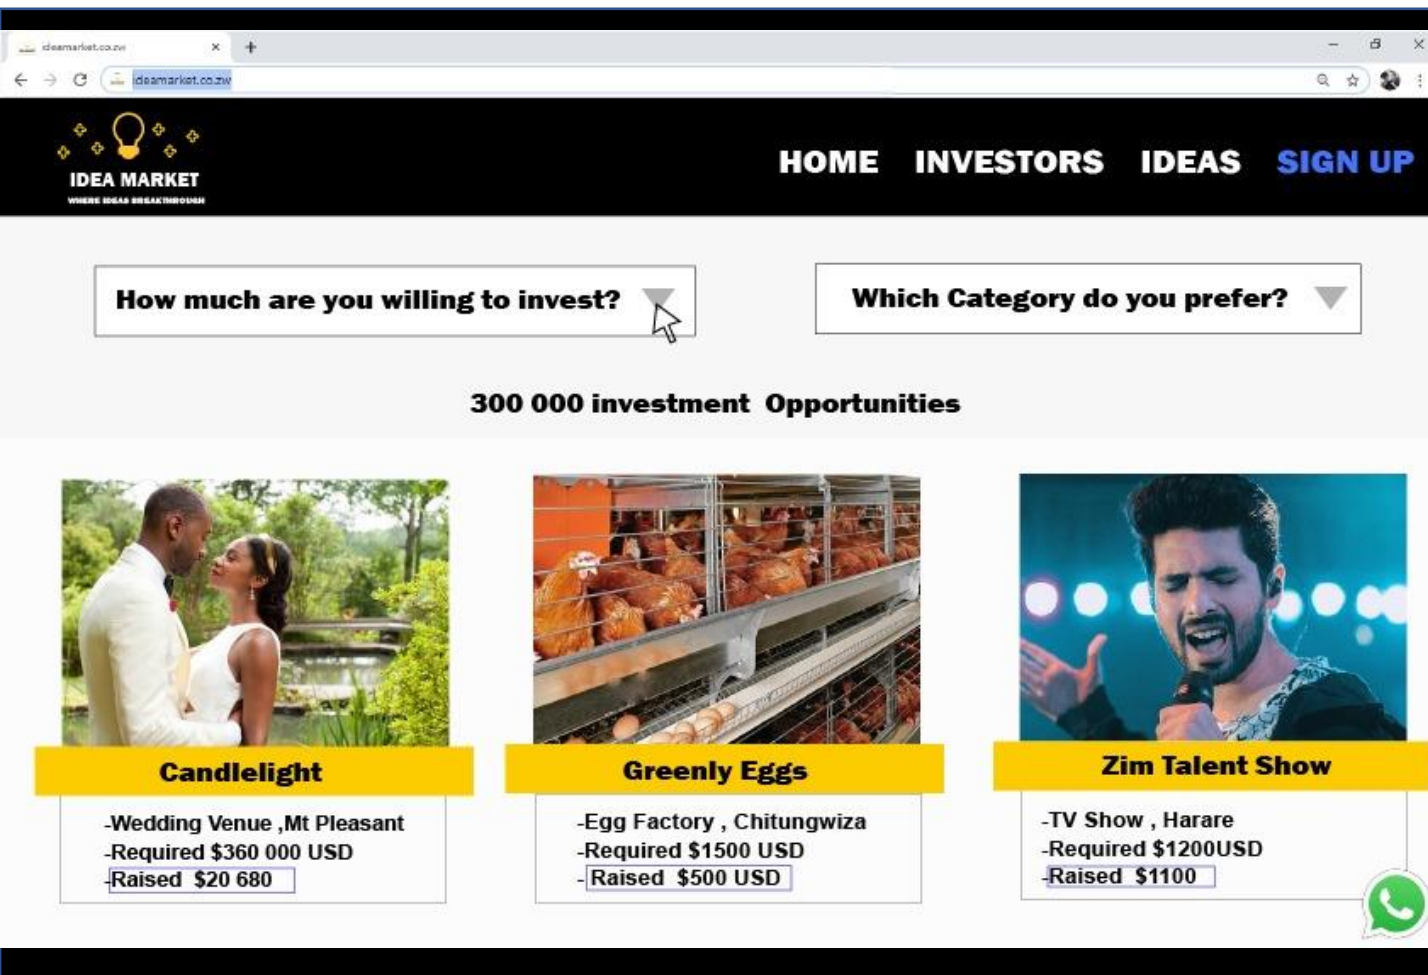 ideamarket.co.zw
ideamarket.co.zw
IDEA MARKET
WHERE IDEAS BREAKTHROUGH
HOME INVESTORS IDEAS SIGN UP
How much are you willing to invest?
Which Category do you prefer?
300 000 investment Opportunities
Candlelight
-Wedding Venue ,Mt Pleasant
-Required $360 000 USD
-Raised $20 680
Greenly Eggs
-Egg Factory , Chitungwiza
-Required $1500 USD
- Raised $500 USD
Zim Talent Show
-TV Show , Harare
-Required $1200USD
-Raised $1100